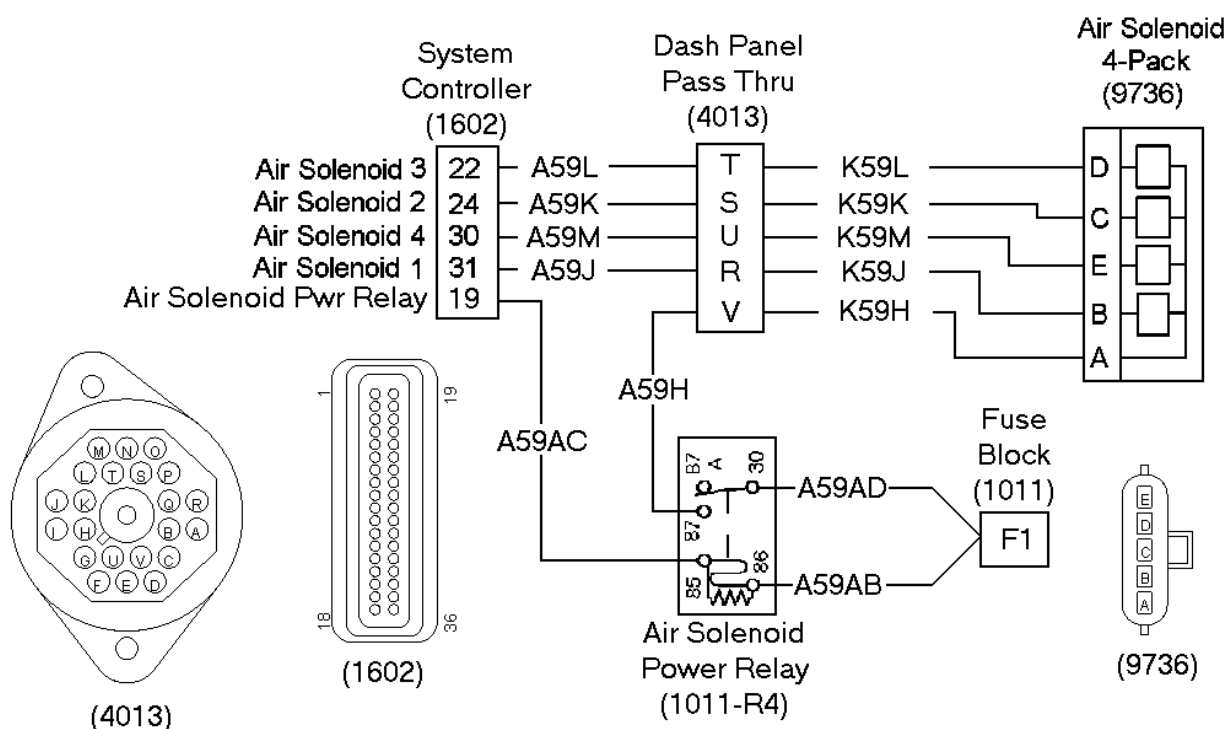 System
Controller
(1602)
Dash Panel
Pass Thru
(4013)
Air Solenoid
4-Pack
(9736)
Air Solenoid 3 22 A59L T K59L D
Air Solenoid 2 24 A59K S K59K C
Air Solenoid 4 30 A59M U K59M E
Air Solenoid 1 31 A59J R K59J B
Air Solenoid Pwr Relay 19 V K59H A
A59H
A59AC
87 A 30
87
85 86
A59AD
A59AB
Fuse
Block
(1011)
F1
Air Solenoid
Power Relay
(1011-R4)
M N O
L T S P
J K Q R
I H B A
G U V C
F E D
(4013)
1 19
18 36
(1602)
E
D
C
B
A
(9736)